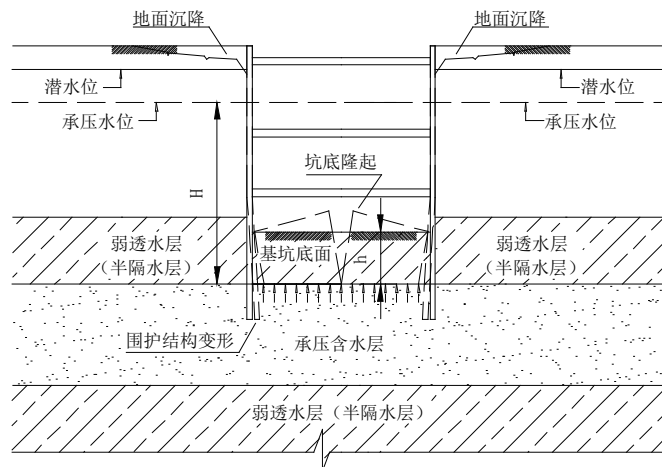 地面沉降
地面沉降
潜水位
潜水位
承压水位
承压水位
坑底隆起
H
弱透水层
（半隔水层）
基坑底面
h
弱透水层
（半隔水层）
围护结构变形
承压含水层
弱透水层（半隔水层）